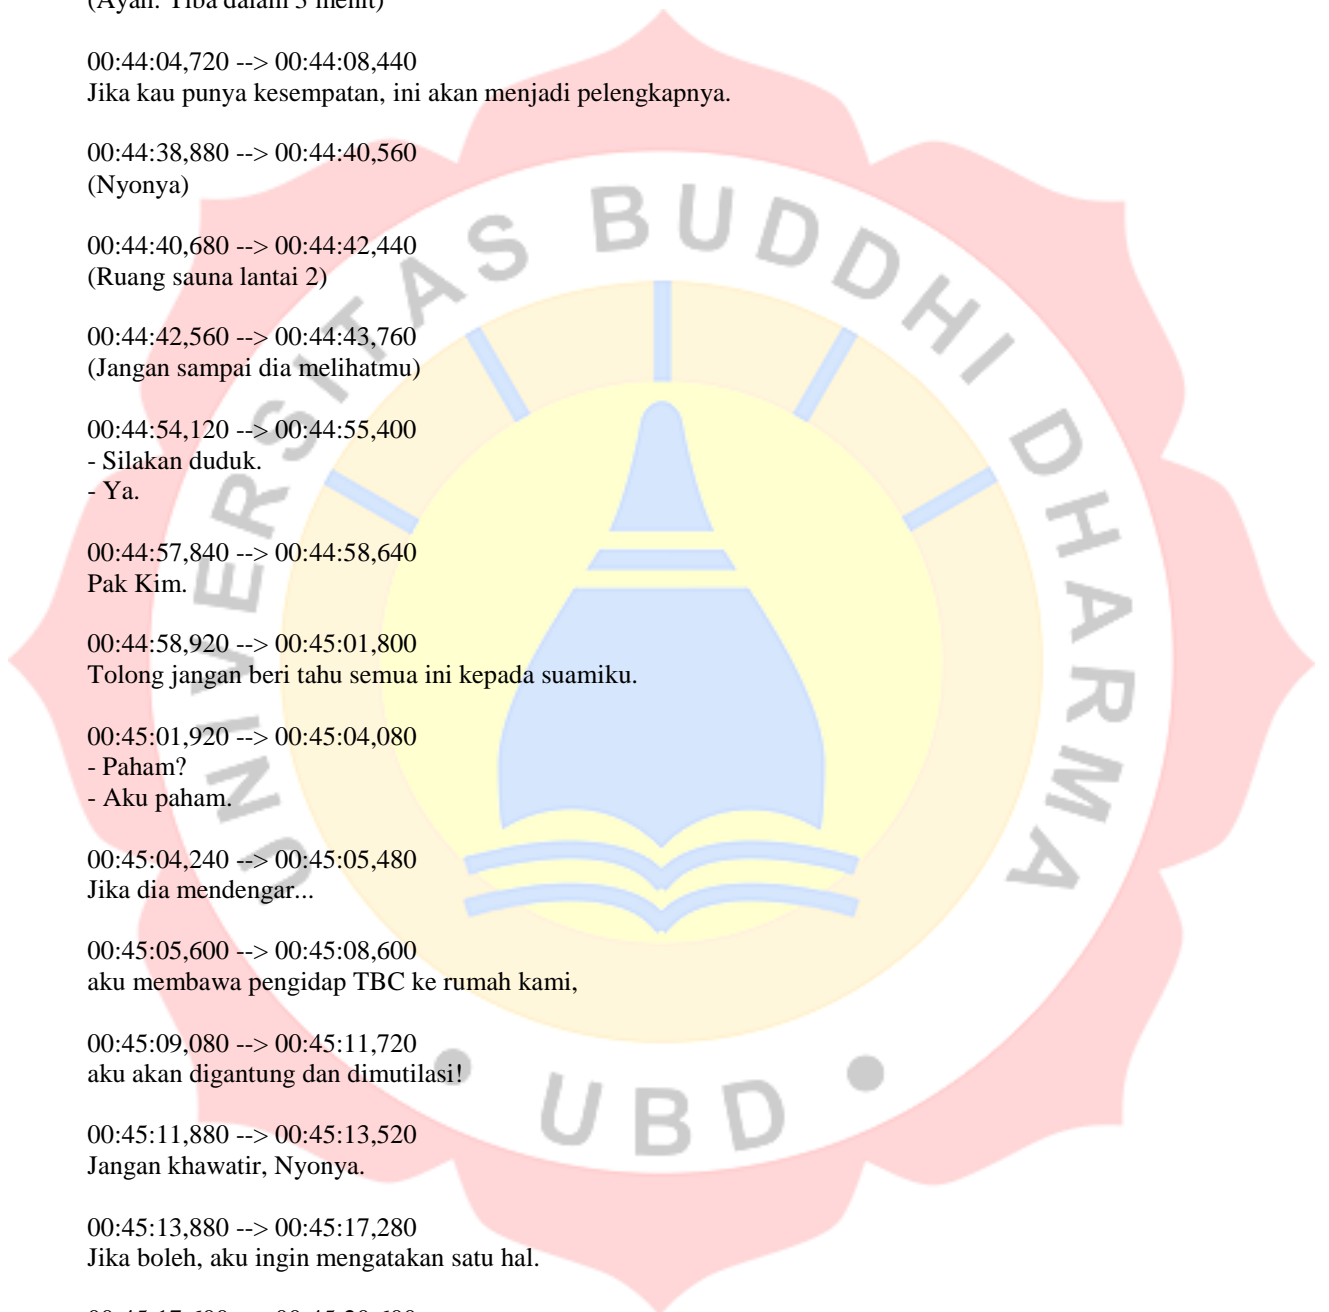 (Ayah: Tiba dalam 3 menit)
00:44:04,720 --> 00:44:08,440
Jika kau punya kesempatan, ini akan menjadi pelengkapnya.
00:44:38,880 --> 00:44:40,560
(Nyonya)
00:44:40,680 --> 00:44:42,440
(Ruang sauna lantai 2)
00:44:42,560 --> 00:44:43,760
(Jangan sampai dia melihatmu)
00:44:54,120 --> 00:44:55,400
- Silakan duduk.
- Ya.
00:44:57,840 --> 00:44:58,640
Pak Kim.
00:44:58,920 --> 00:45:01,800
Tolong jangan beri tahu semua ini kepada suamiku.
00:45:01,920 --> 00:45:04,080
- Paham?
- Aku paham.
00:45:04,240 --> 00:45:05,480
Jika dia mendengar...
00:45:05,600 --> 00:45:08,600
aku membawa pengidap TBC ke rumah kami,
00:45:09,080 --> 00:45:11,720
aku akan digantung dan dimutilasi!
00:45:11,880 --> 00:45:13,520
Jangan khawatir, Nyonya.
00:45:13,880 --> 00:45:17,280
Jika boleh, aku ingin mengatakan satu hal.
UNIVERSITAS BUDDHI DHARMA
• UBD •